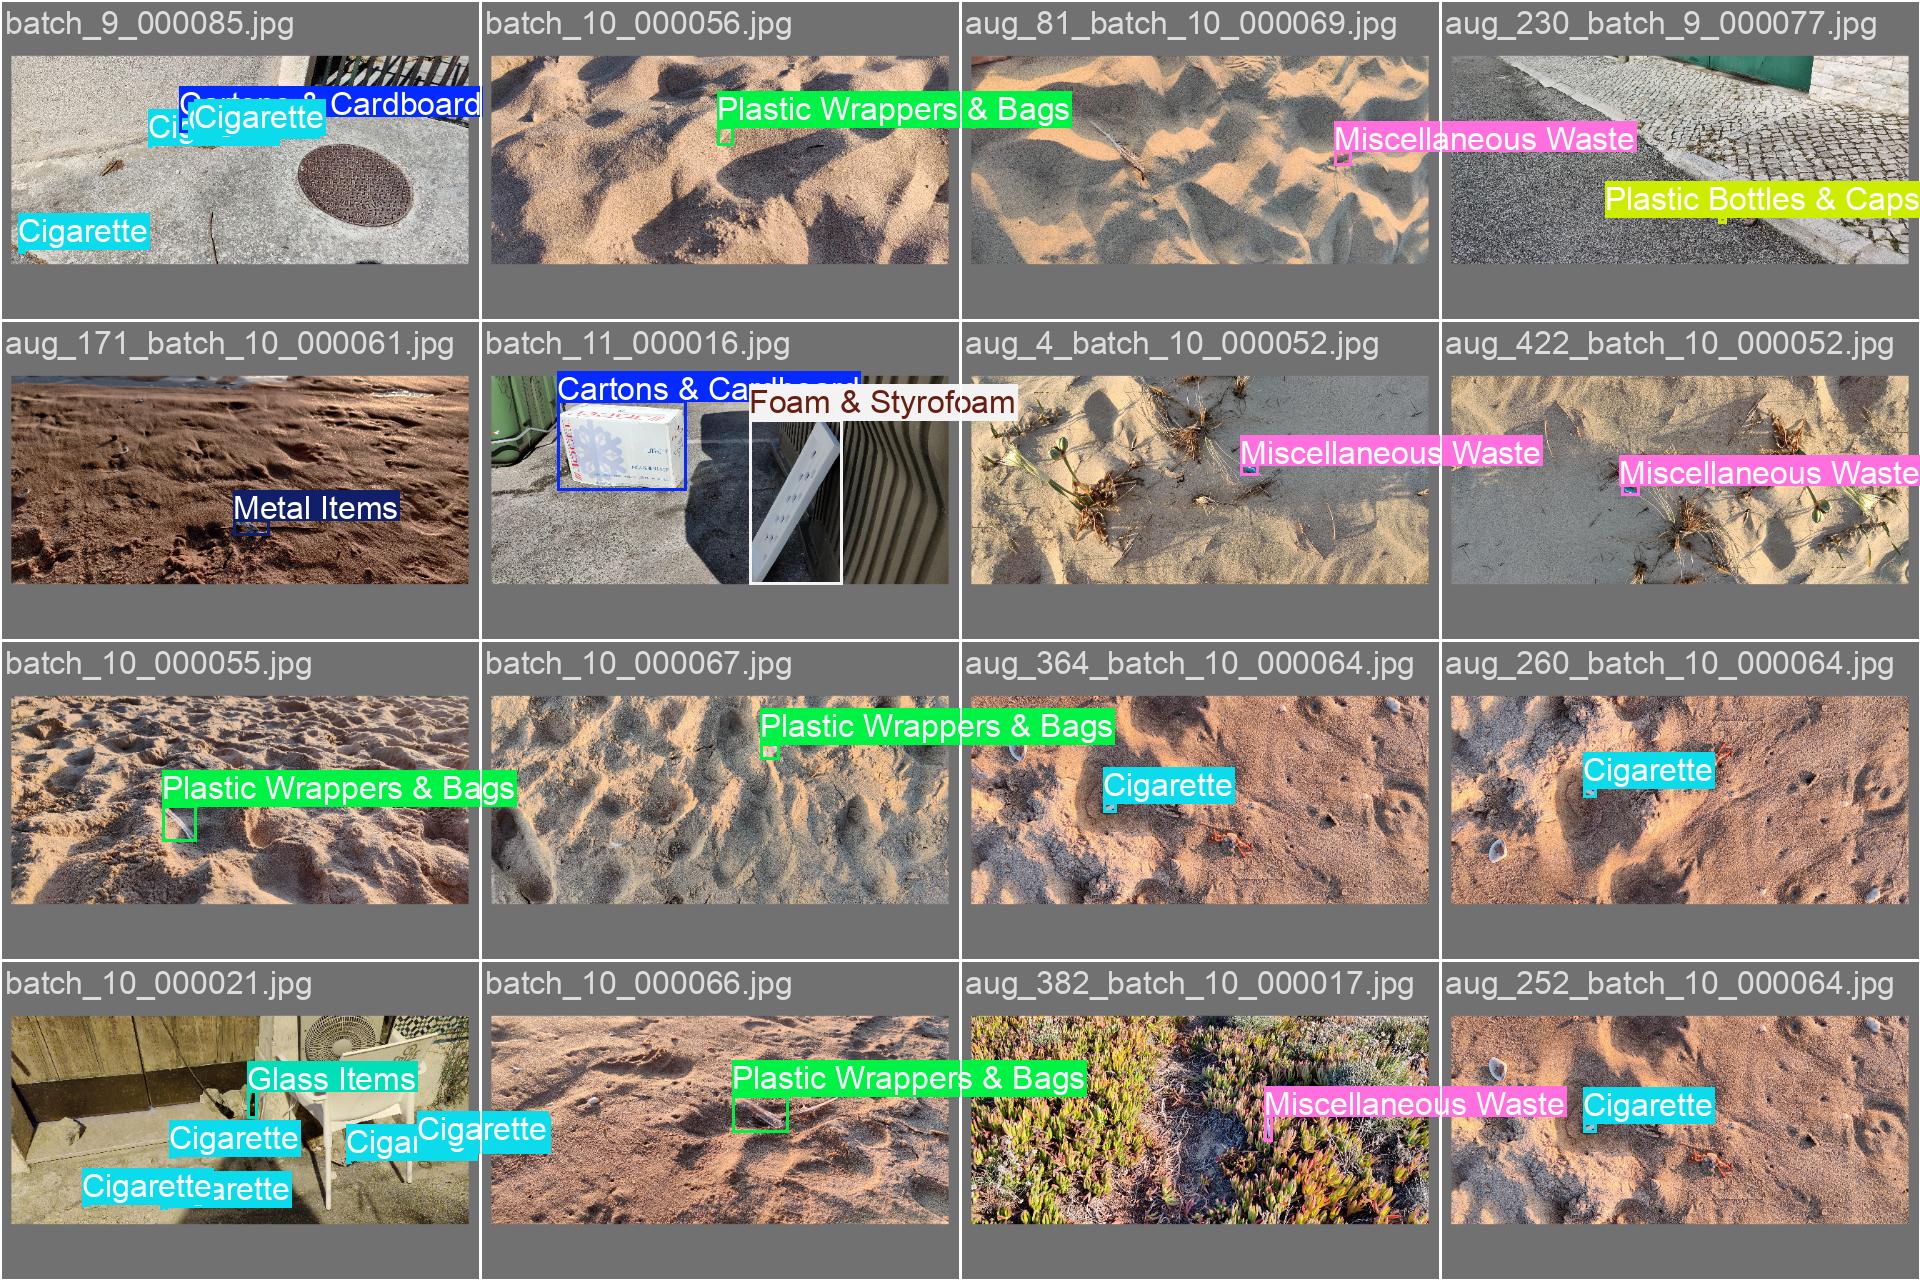 batch_9_000085.jpg
Cartons & Cardboard
Cigarette
Cigarette
batch_10_000056.jpg
Plastic Wrappers & Bags
aug_81_batch_10_000069.jpg
Miscellaneous Waste
aug_230_batch_9_000077.jpg
Plastic Bottles & Caps
aug_171_batch_10_000061.jpg
Metal Items
batch_11_000016.jpg
Cartons & Cardboard
Foam & Styrofoam
aug_4_batch_10_000052.jpg
Miscellaneous Waste
aug_422_batch_10_000052.jpg
Miscellaneous Waste
batch_10_000055.jpg
Plastic Wrappers & Bags
batch_10_000067.jpg
Plastic Wrappers & Bags
aug_364_batch_10_000064.jpg
Cigarette
aug_260_batch_10_000064.jpg
Cigarette
batch_10_000021.jpg
Glass Items
Cigarette
Cigar
Cigarette
Cigarette
arette
batch_10_000066.jpg
Plastic Wrappers & Bags
aug_382_batch_10_000017.jpg
Miscellaneous Waste
aug_252_batch_10_000064.jpg
Cigarette